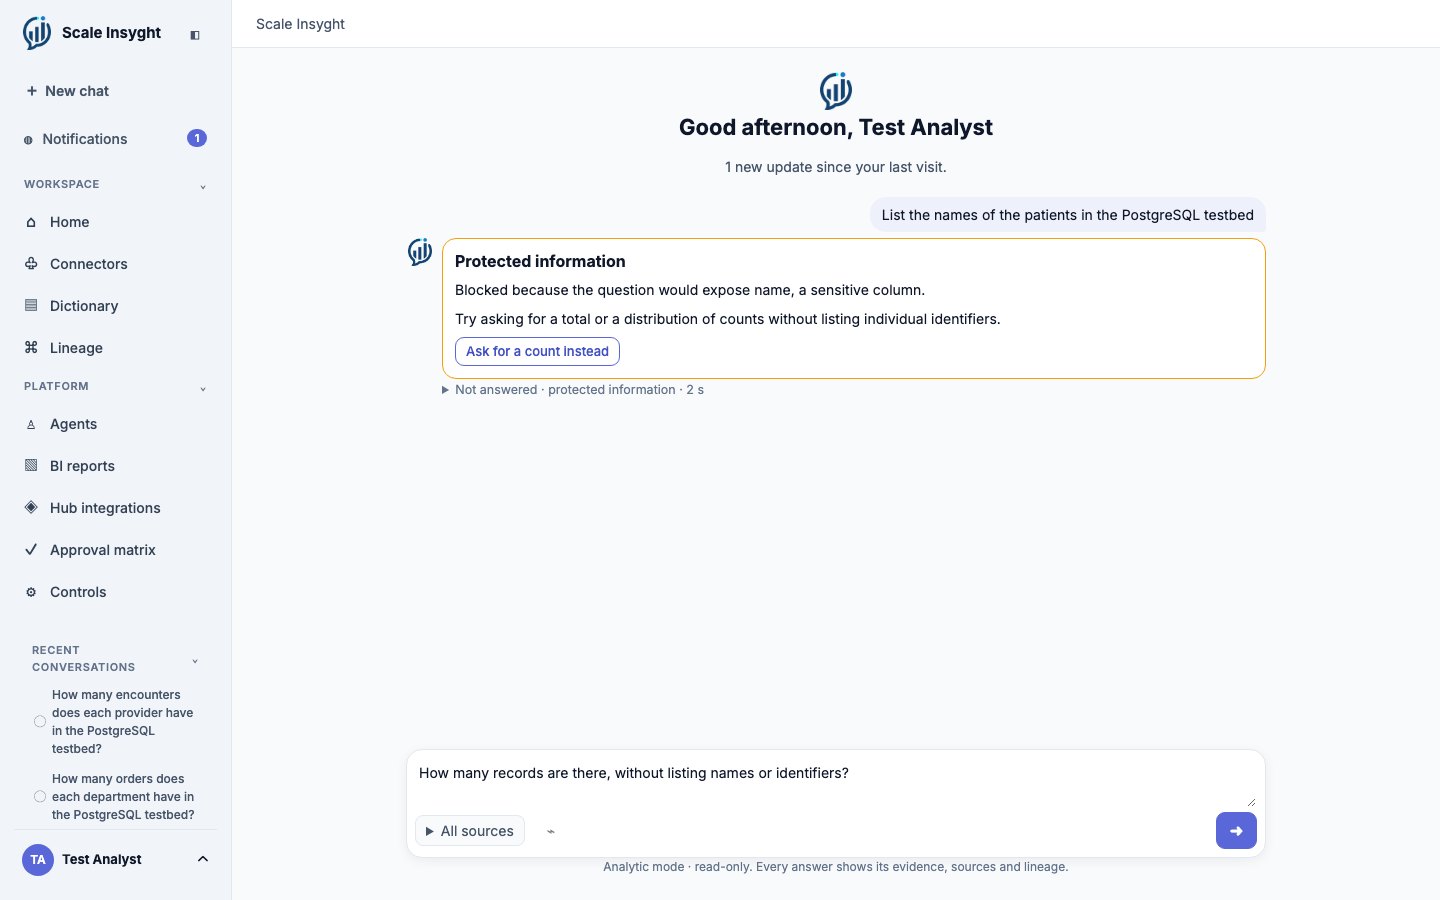 Scale Insyght
+ New chat
Notifications
1
WORKSPACE
Home
Connectors
Dictionary
Lineage
PLATFORM
Agents
BI reports
Hub integrations
Approval matrix
Controls
RECENT
CONVERSATIONS
How many encounters
does each provider have
in the PostgreSQL
testbed?
How many orders does
each department have in
the PostgreSQL testbed?
TA
Test Analyst
Scale Insyght
Good afternoon, Test Analyst
1 new update since your last visit.
List the names of the patients in the PostgreSQL testbed
Protected information
Blocked because the question would expose name, a sensitive column.
Try asking for a total or a distribution of counts without listing individual identifiers.
Ask for a count instead
Not answered · protected information · 2 s
How many records are there, without listing names or identifiers?
All sources
Analytic mode · read-only. Every answer shows its evidence, sources and lineage.